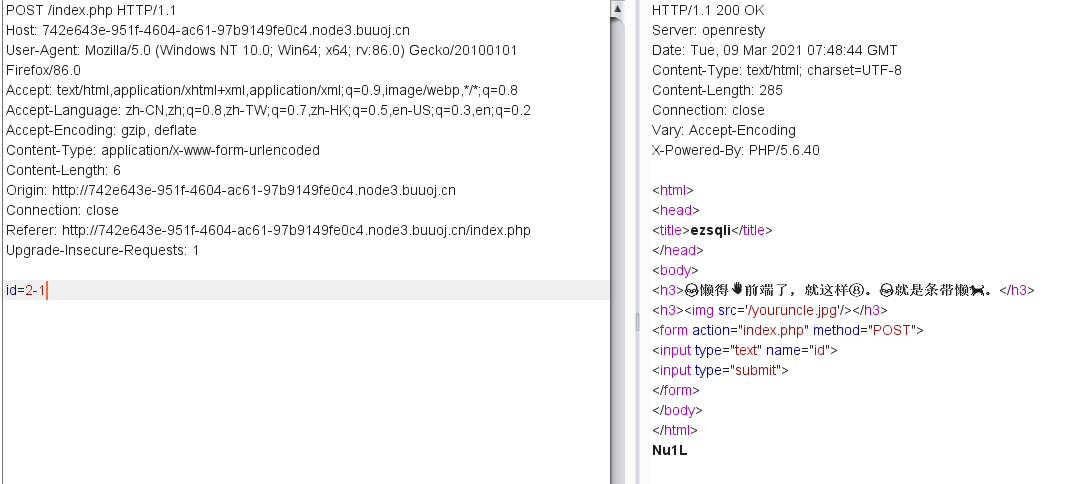 POST /index.php HTTP/1.1
Host: 742e643e-951f-4604-ac61-97b9149fe0c4.node3.buuoj.cn
User-Agent: Mozilla/5.0 (Windows NT 10.0; Win64; x64; rv:86.0) Gecko/20100101
Firefox/86.0
Accept: text/html,application/xhtml+xml,application/xml;q=0.9,image/webp,*/*;q=0.8
Accept-Language: zh-CN,zh;q=0.8,zh-TW;q=0.7,zh-HK;q=0.5,en-US;q=0.3,en;q=0.2
Accept-Encoding: gzip, deflate
Content-Type: application/x-www-form-urlencoded
Content-Length: 6
Origin: http://742e643e-951f-4604-ac61-97b9149fe0c4.node3.buuoj.cn
Connection: close
Referer: http://742e643e-951f-4604-ac61-97b9149fe0c4.node3.buuoj.cn/index.php
Upgrade-Insecure-Requests: 1
id=2-1
HTTP/1.1 200 OK
Server: openresty
Date: Tue, 09 Mar 2021 07:48:44 GMT
Content-Type: text/html; charset=UTF-8
Content-Length: 285
Connection: close
Vary: Accept-Encoding
X-Powered-By: PHP/5.6.40
<html>
<head>
<title>ezsqli</title>
</head>
<body>
<h3>懒得✋前端了，就这样⑧。就是条带懒🐕。</h3>
<h3><img src='/youruncle.jpg'/></h3>
<form action="index.php" method="POST">
<input type="text" name="id">
<input type="submit">
</form>
</body>
</html>
Nu1L